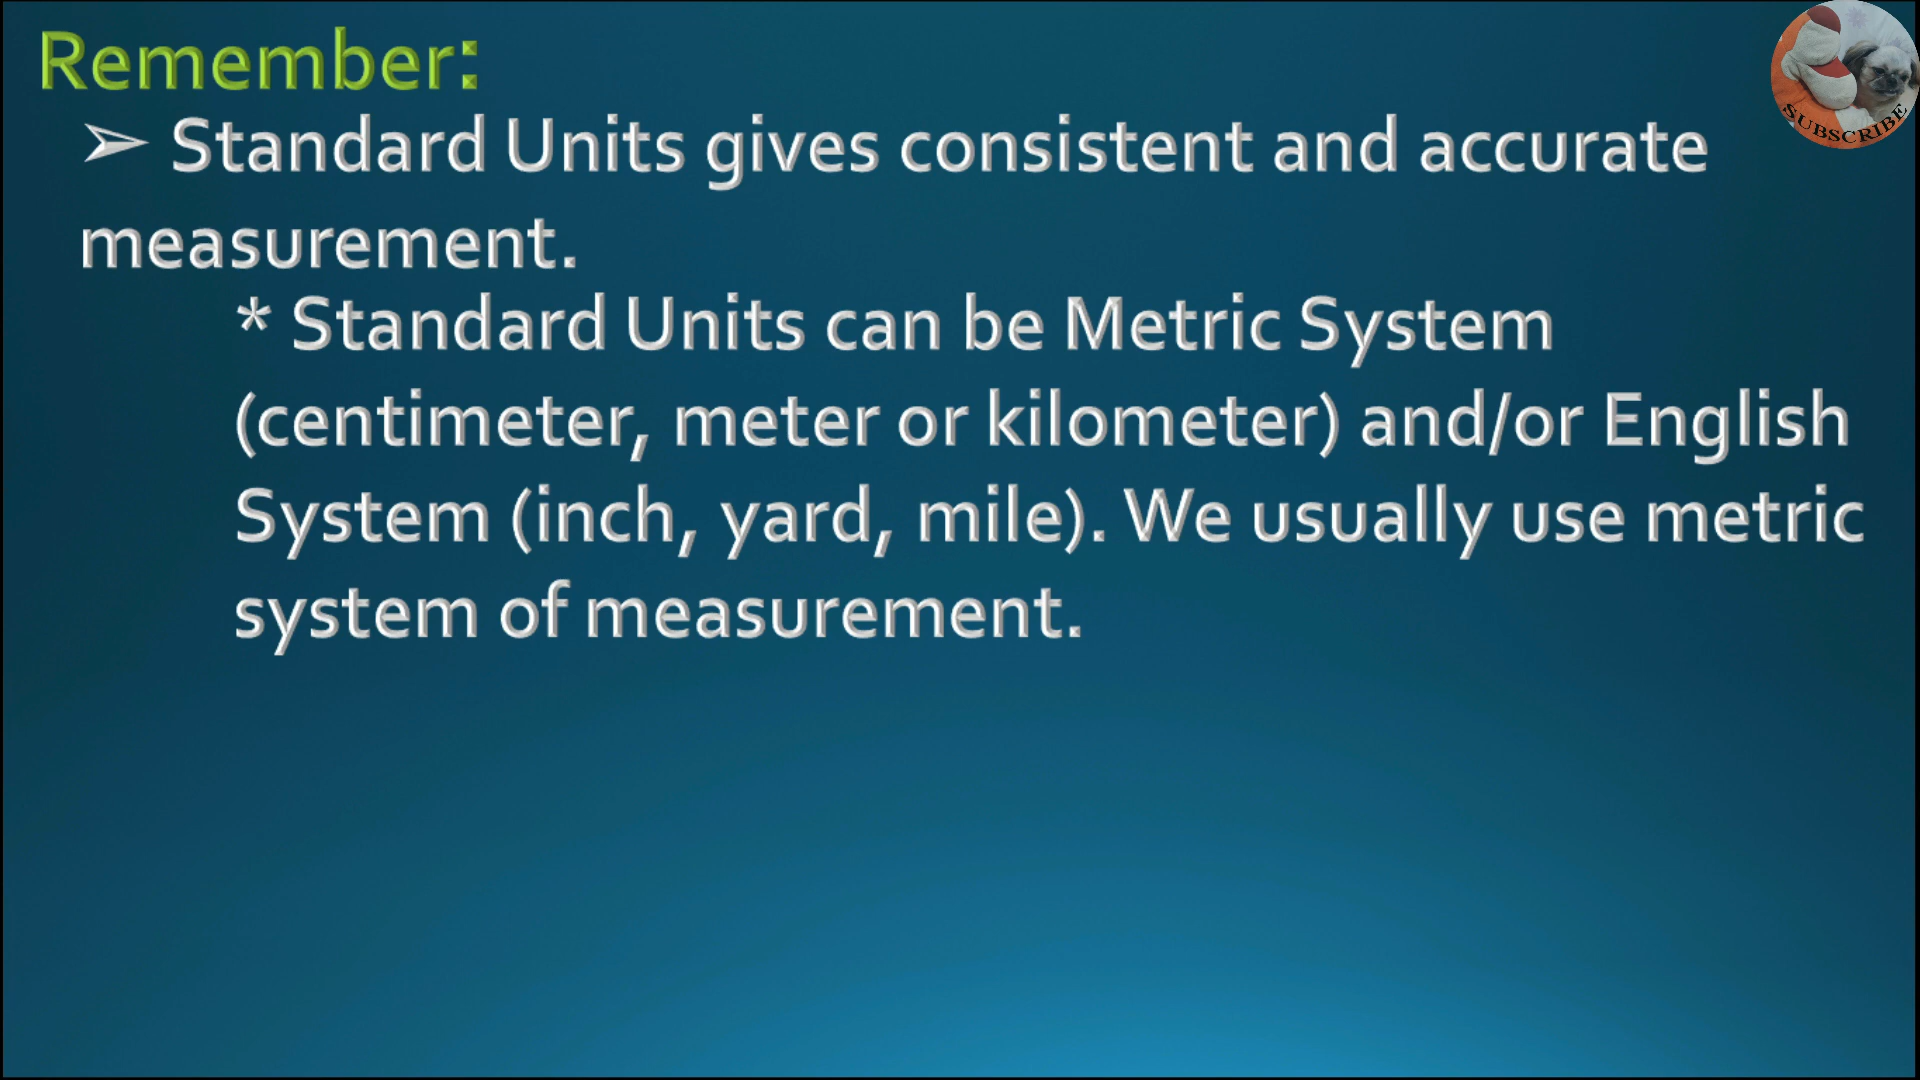 Remember:
➢ Standard Units gives consistent and accurate
measurement.
* Standard Units can be Metric System
(centimeter, meter or kilometer) and/or English
System (inch, yard, mile). We usually use metric
system of measurement.
SUBSCRIBE